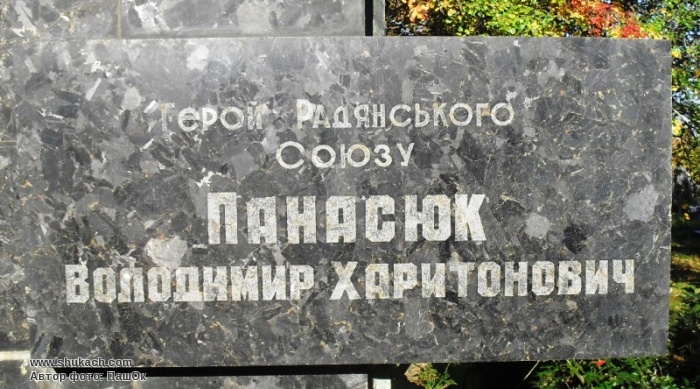 Герой Радянського
Союзу
Панасюк
Володимир Харитонович
www.shukach.com
Автор фото: ПашОк